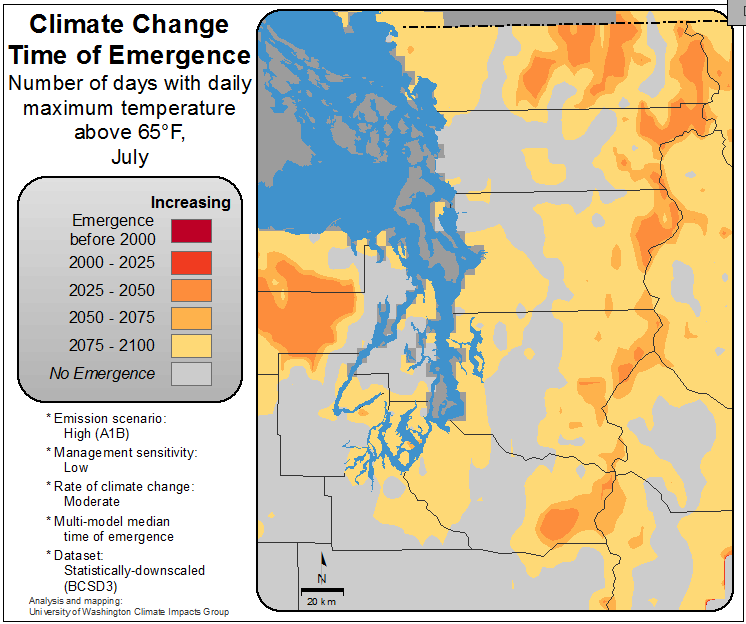 Climate Change
Time of Emergence
Number of days with daily
maximum temperature
above 65°F,
July
Increasing
Emergence
before 2000
2000 - 2025
2025 - 2050
2050 - 2075
2075 - 2100
No Emergence
* Emission scenario:
High (A1B)
* Management sensitivity:
Low
* Rate of climate change:
Moderate
* Multi-model median
time of emergence
* Dataset:
Statistically-downscaled
(BCSD3)
Analysis and mapping:
University of Washington Climate Impacts Group
N
20 km